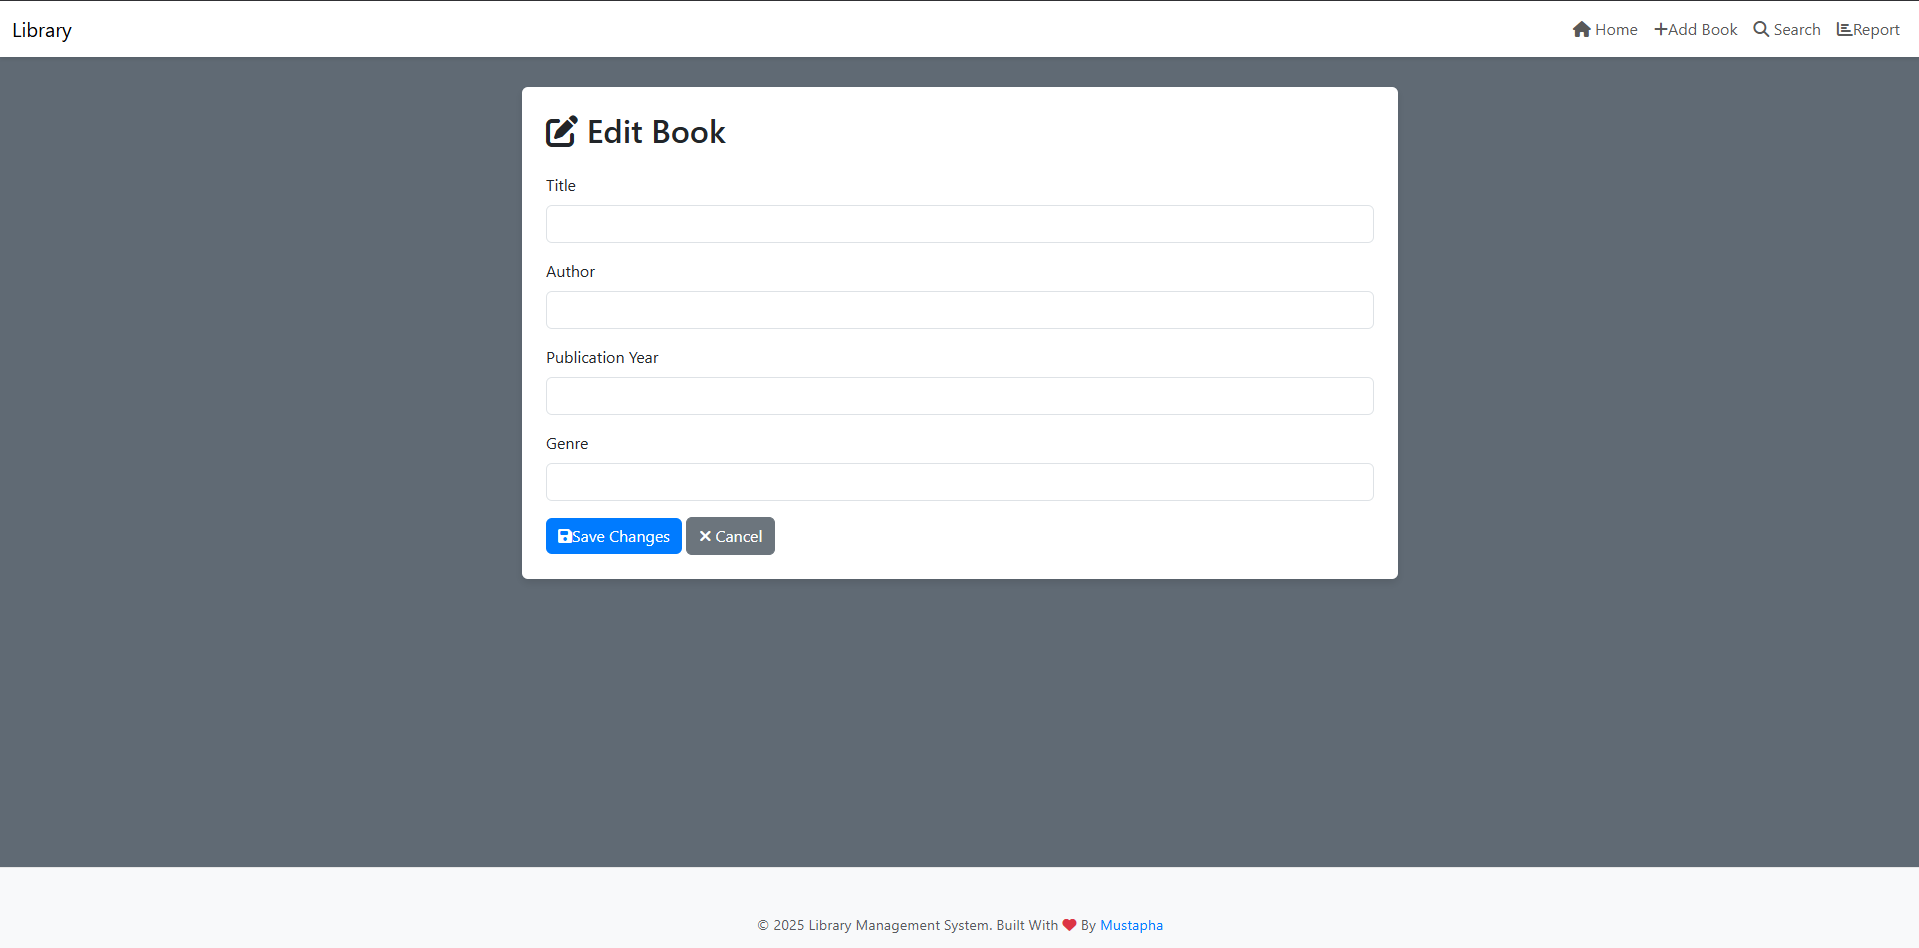 Library
Home Add Book Search Report
Edit Book
Title
Author
Publication Year
Genre
Save Changes Cancel
© 2025 Library Management System. Built With By Mustapha